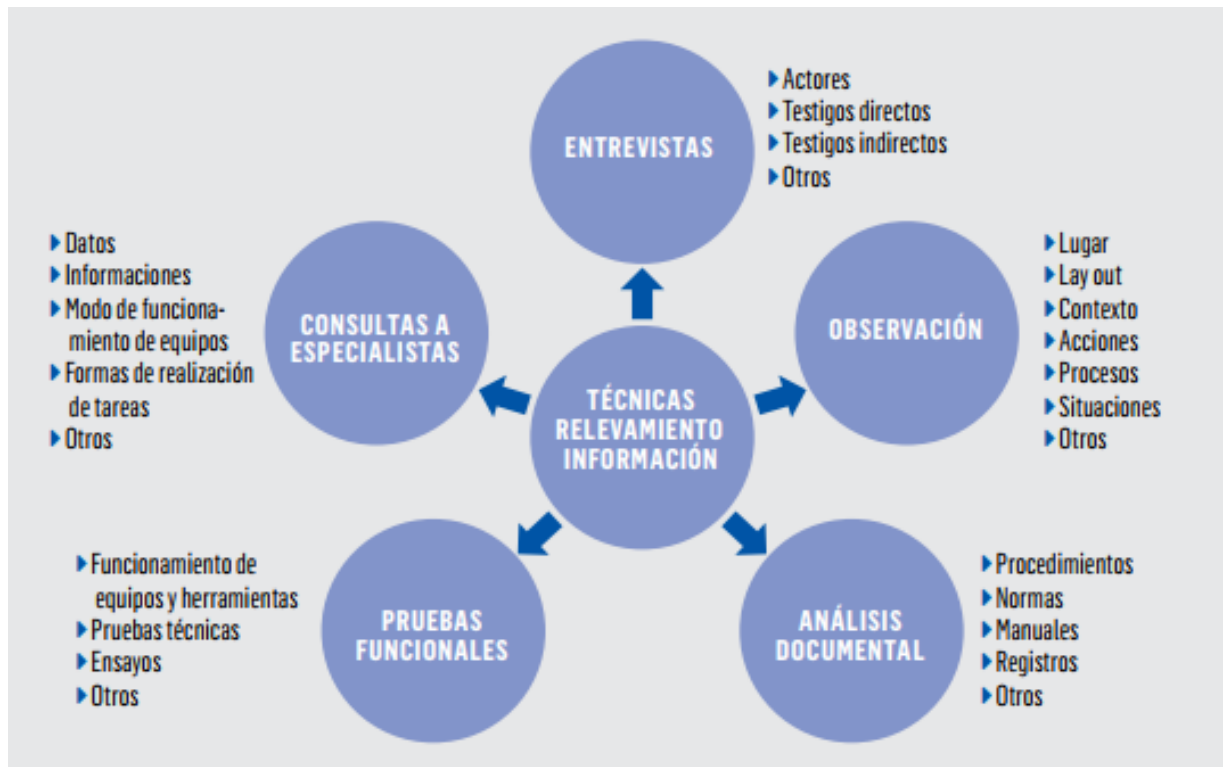 ENTREVISTAS
Actores
Testigos directos
Testigos indirectos
Otros
OBSERVACIÓN
Lugar
Lay out
Contexto
Acciones
Procesos
Situaciones
Otros
CONSULTAS A
ESPECIALISTAS
Datos
Informaciones
Modo de funciona-
miento de equipos
Formas de realización
de tareas
Otros
TÉCNICAS
RELEVAMIENTO
INFORMACIÓN
PRUEBAS
FUNCIONALES
Funcionamiento de
equipos y herramientas
Pruebas técnicas
Ensayos
Otros
ANÁLISIS
DOCUMENTAL
Procedimientos
Normas
Manuales
Registros
Otros